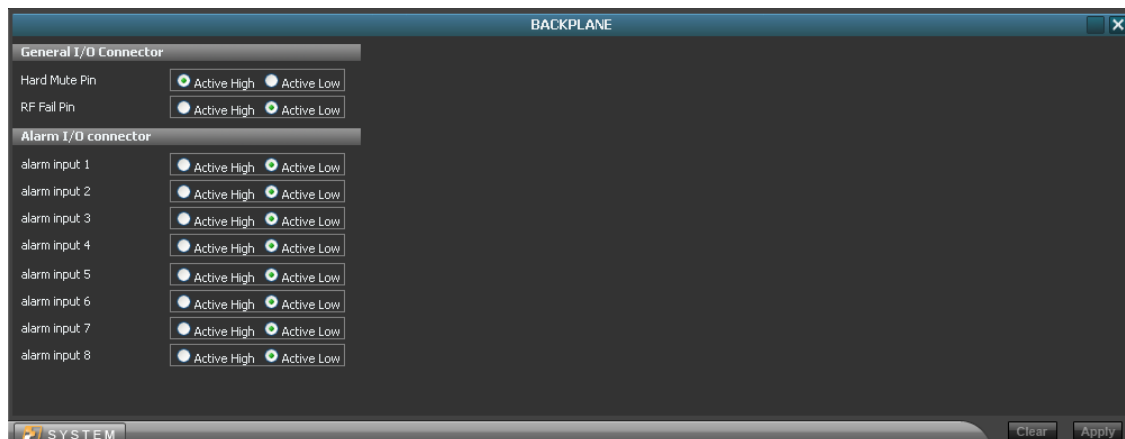 BACKPLANE
General I/O Connector
Hard Mute Pin Active High Active Low
RF Fail Pin Active High Active Low
Alarm I/O connector
alarm input 1 Active High Active Low
alarm input 2 Active High Active Low
alarm input 3 Active High Active Low
alarm input 4 Active High Active Low
alarm input 5 Active High Active Low
alarm input 6 Active High Active Low
alarm input 7 Active High Active Low
alarm input 8 Active High Active Low
SYSTEM Clear Apply